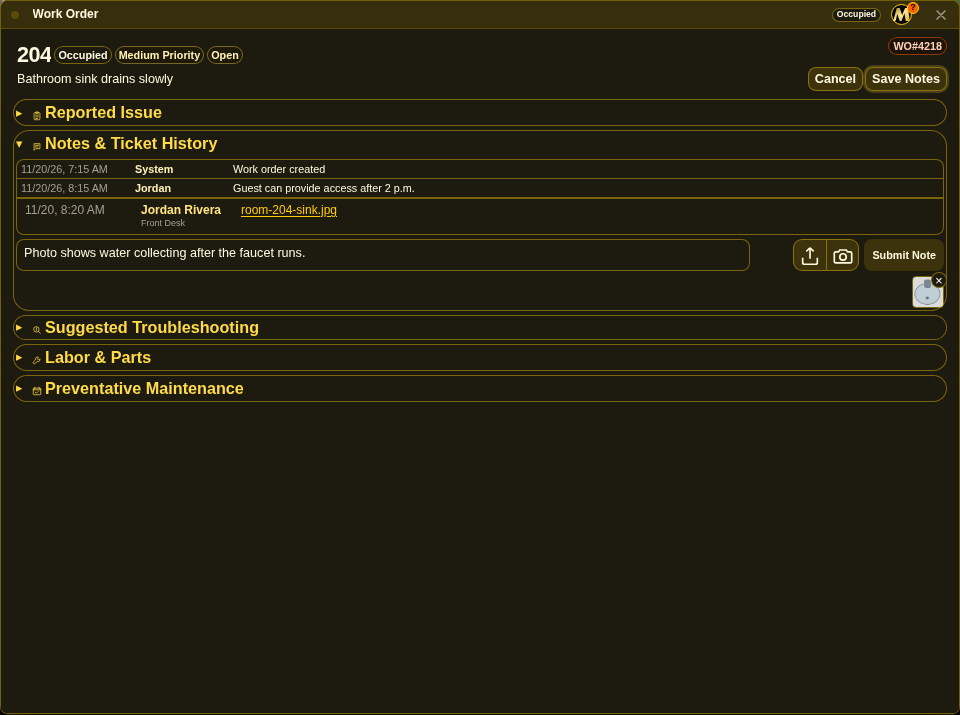 Work Order
Occupied
M?
WO#4218
204 Occupied Medium Priority Open
Bathroom sink drains slowly
Cancel Save Notes
Reported Issue
Notes & Ticket History
11/20/26, 7:15 AM System Work order created
11/20/26, 8:15 AM Jordan Guest can provide access after 2 p.m.
11/20, 8:20 AM Jordan Rivera room-204-sink.jpg
Front Desk
Photo shows water collecting after the faucet runs.
Submit Note
Suggested Troubleshooting
Labor & Parts
Preventative Maintenance